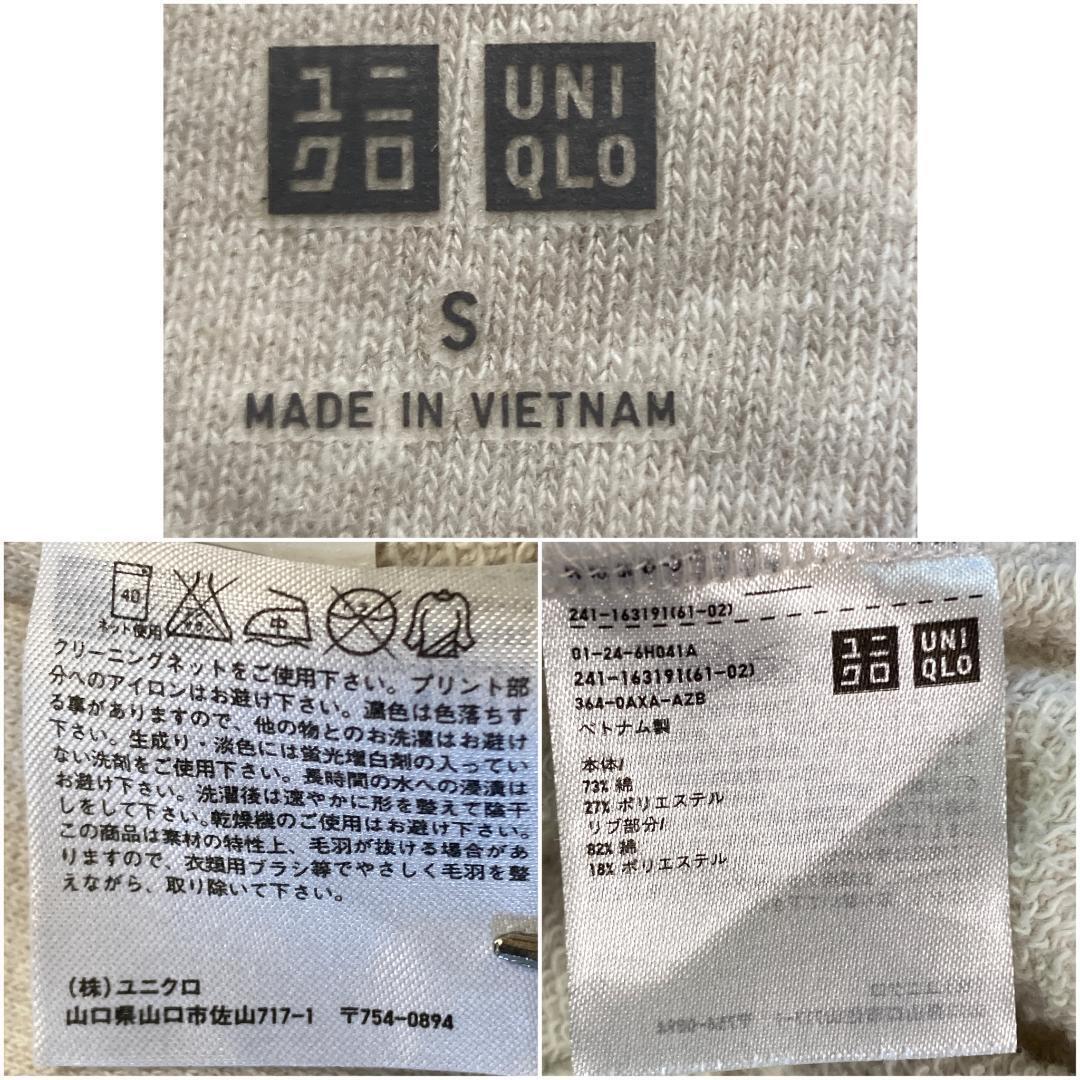 ユニ
クロ
UNI
QLO
S
MADE IN VIETNAM
40
ネット使用
中
クリーニングネットをご使用下さい。プリント部
分へのアイロンはお避け下さい。濃色は色落ちす
る事がありますので、他の物とのお洗濯はお避け
下さい。生成り・淡色には蛍光増白剤の入ってい
ない洗剤をご使用下さい。長時間の水への浸漬は
お避け下さい。洗濯後は速やかに形を整えて陰干
しをして下さい。乾燥機のご使用はお避け下さい。
この商品は素材の特性上、毛羽が抜ける場合があ
りますので、衣類用ブラシ等でやさしく毛羽を整
えながら、取り除いて下さい。
(株)ユニクロ
山口県山口市佐山717-1 〒754-0894
241-163191(61-02)
01-24-6H041A
241-163191(61-02)
364-0AXA-AZB
ベトナム製
ユニ
クロ
UNI
QLO
本体/
73% 綿
27% ポリエステル
リブ部分/
82% 綿
18% ポリエステル